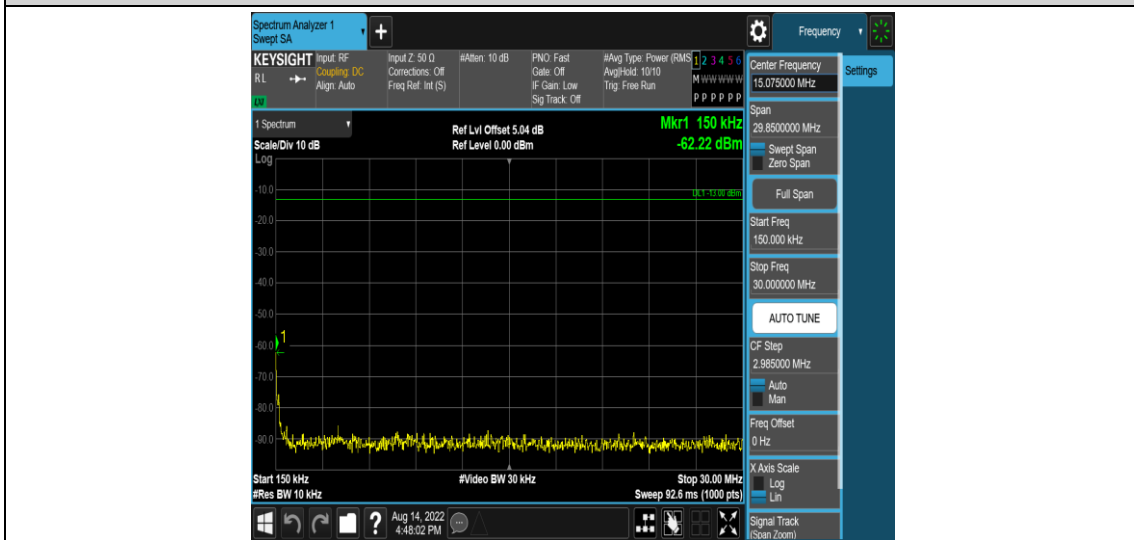 Spectrum Analyzer 1
Swept SA
Frequency
KEYSIGHT
RL
LXI
Input: RF
Coupling: DC
Align: Auto
Input Z: 50 Ω
Corrections: Off
Freq Ref: Int (S)
#Atten: 10 dB
PNO: Fast
Gate: Off
IF Gain: Low
Sig Track: Off
#Avg Type: Power (RMS
Avg|Hold: 10/10
Trig: Free Run
1 2 3 4 5 6
M W W W W W
P P P P P P
1 Spectrum
Scale/Div 10 dB
Log
Ref Lvl Offset 5.04 dB
Ref Level 0.00 dBm
Mkr1 150 kHz
-62.22 dBm
DL1 -13.00 dBm
-10.0
-20.0
-30.0
-40.0
-50.0
-60.0
-70.0
-80.0
-90.0
1
Start 150 kHz
#Res BW 10 kHz
#Video BW 30 kHz
Stop 30.00 MHz
Sweep 92.6 ms (1000 pts)
Center Frequency
15.075000 MHz
Settings
Span
29.8500000 MHz
Swept Span
Zero Span
Full Span
Start Freq
150.000 kHz
Stop Freq
30.000000 MHz
AUTO TUNE
CF Step
2.985000 MHz
Auto
Man
Freq Offset
0 Hz
X Axis Scale
Log
Lin
Signal Track
(Span Zoom)
?
Aug 14, 2022
4:48:02 PM